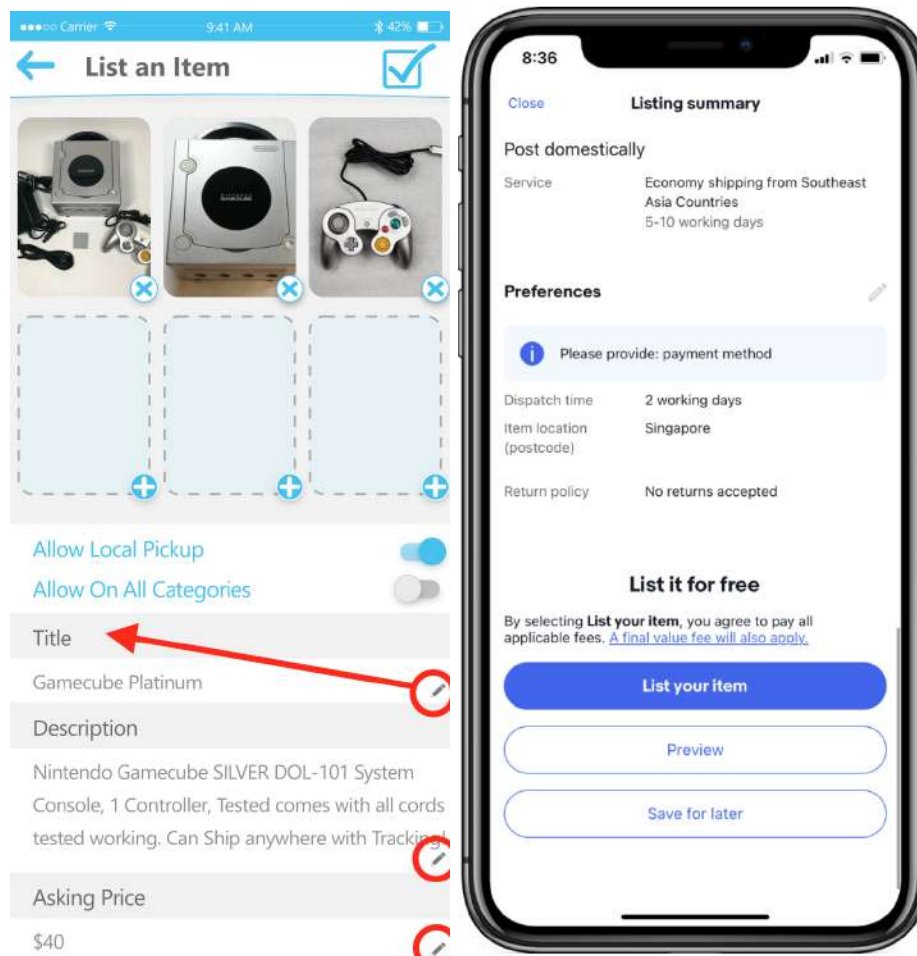 Carrier
9:41 AM
42%
List an Item
Allow Local Pickup
Allow On All Categories
Title
Gamecube Platinum
Description
Nintendo Gamecube SILVER DOL-101 System
Console, 1 Controller, Tested comes with all cords
tested working. Can Ship anywhere with Tracking!
Asking Price
$40
8:36
Close
Listing summary
Post domestically
Service
Economy shipping from Southeast
Asia Countries
5-10 working days
Preferences
Please provide: payment method
Dispatch time
2 working days
Item location
(postcode)
Singapore
Return policy
No returns accepted
List it for free
By selecting List your item, you agree to pay all
applicable fees. A final value fee will also apply.
List your item
Preview
Save for later